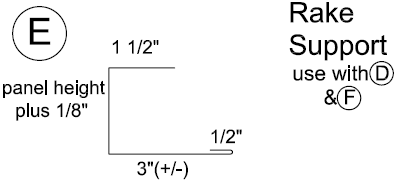 E
1 1/2"
panel height
plus 1/8"
1/2"
3"(+/-)
Rake
Support
use with D
& F